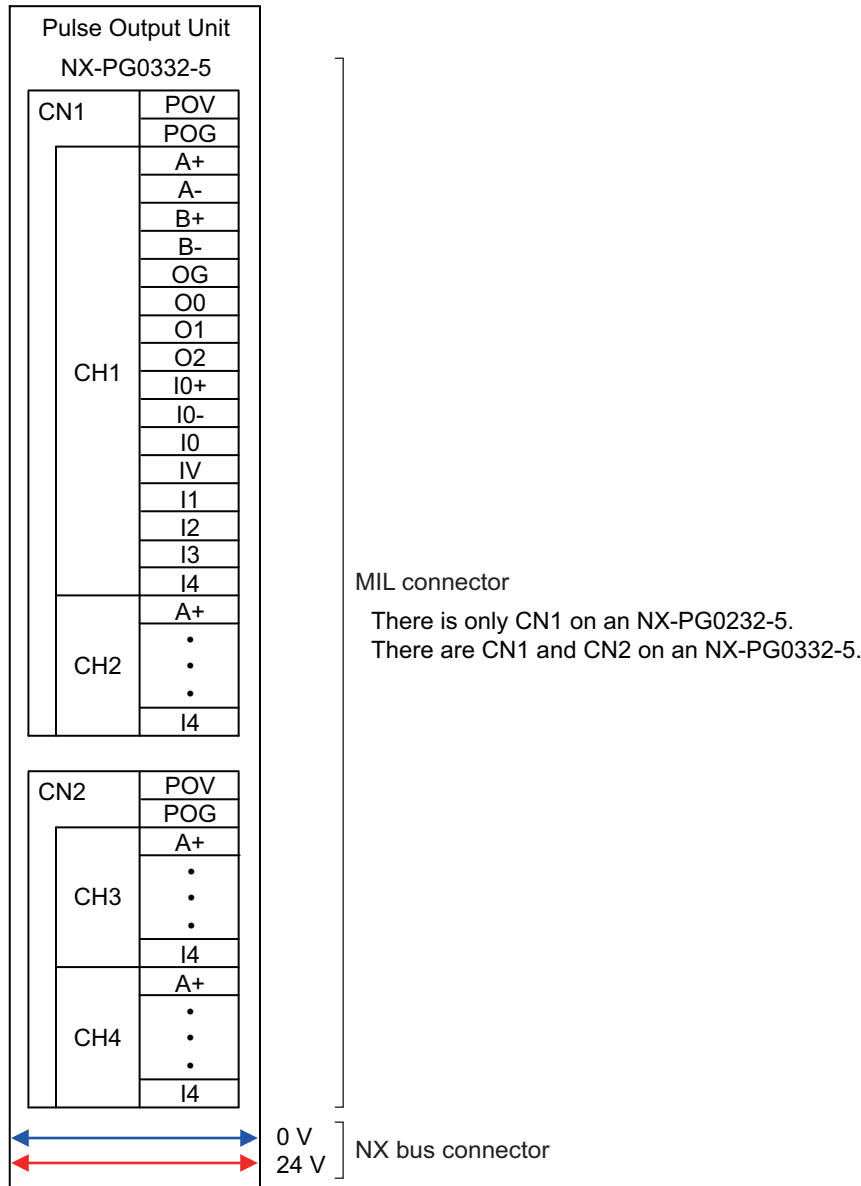 Pulse Output Unit
NX-PG0332-5
CN1
POV
POG
CH1
A+
A-
B+
B-
OG
O0
O1
O2
I0+
I0-
I0
IV
I1
I2
I3
I4
CH2
A+
I4
CN2
POV
POG
CH3
A+
I4
CH4
A+
I4
MIL connector
There is only CN1 on an NX-PG0232-5.
There are CN1 and CN2 on an NX-PG0332-5.
0 V
24 V
NX bus connector